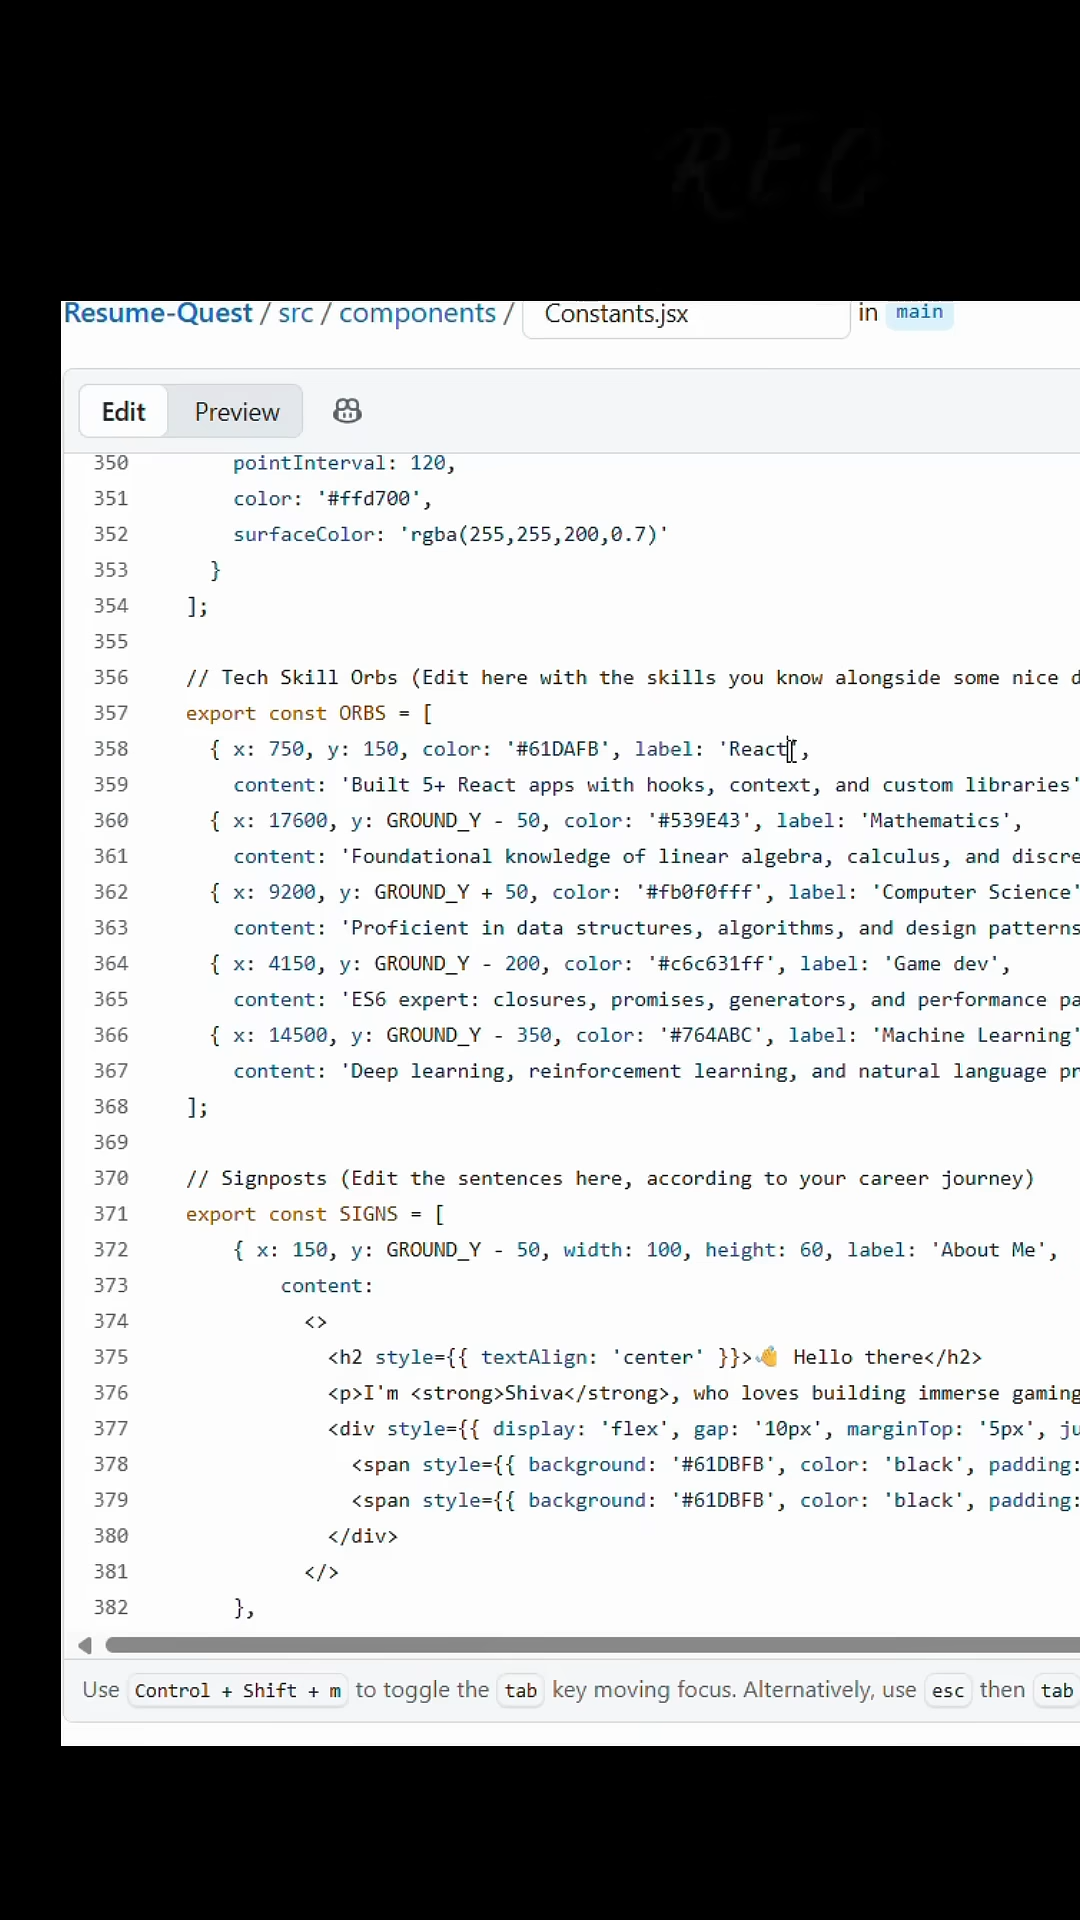 REC
Resume-Quest / src / components / Constants.jsx in main
Edit Preview
350 pointInterval: 120,
351 color: '#ffd700',
352 surfaceColor: 'rgba(255,255,200,0.7)'
353 }
354 ];
355
356 // Tech Skill Orbs (Edit here with the skills you know alongside some nice d
357 export const ORBS = [
358 { x: 750, y: 150, color: '#61DAFB', label: 'React',
359 content: 'Built 5+ React apps with hooks, context, and custom libraries'
360 { x: 17600, y: GROUND_Y - 50, color: '#539E43', label: 'Mathematics',
361 content: 'Foundational knowledge of linear algebra, calculus, and discre
362 { x: 9200, y: GROUND_Y + 50, color: '#fb0f0fff', label: 'Computer Science'
363 content: 'Proficient in data structures, algorithms, and design patterns
364 { x: 4150, y: GROUND_Y - 200, color: '#c6c631ff', label: 'Game dev',
365 content: 'ES6 expert: closures, promises, generators, and performance pa
366 { x: 14500, y: GROUND_Y - 350, color: '#764ABC', label: 'Machine Learning'
367 content: 'Deep learning, reinforcement learning, and natural language pr
368 ];
369
370 // Signposts (Edit the sentences here, according to your career journey)
371 export const SIGNS = [
372 { x: 150, y: GROUND_Y - 50, width: 100, height: 60, label: 'About Me',
373 content:
374 <>
375 <h2 style={{ textAlign: 'center' }}>👋 Hello there</h2>
376 <p>I'm <strong>Shiva</strong>, who loves building immerse gaming
377 <div style={{ display: 'flex', gap: '10px', marginTop: '5px', ju
378 <span style={{ background: '#61DBFB', color: 'black', padding:
379 <span style={{ background: '#61DBFB', color: 'black', padding:
380 </div>
381 </>
382 },
Use Control + Shift + m to toggle the tab key moving focus. Alternatively, use esc then tab